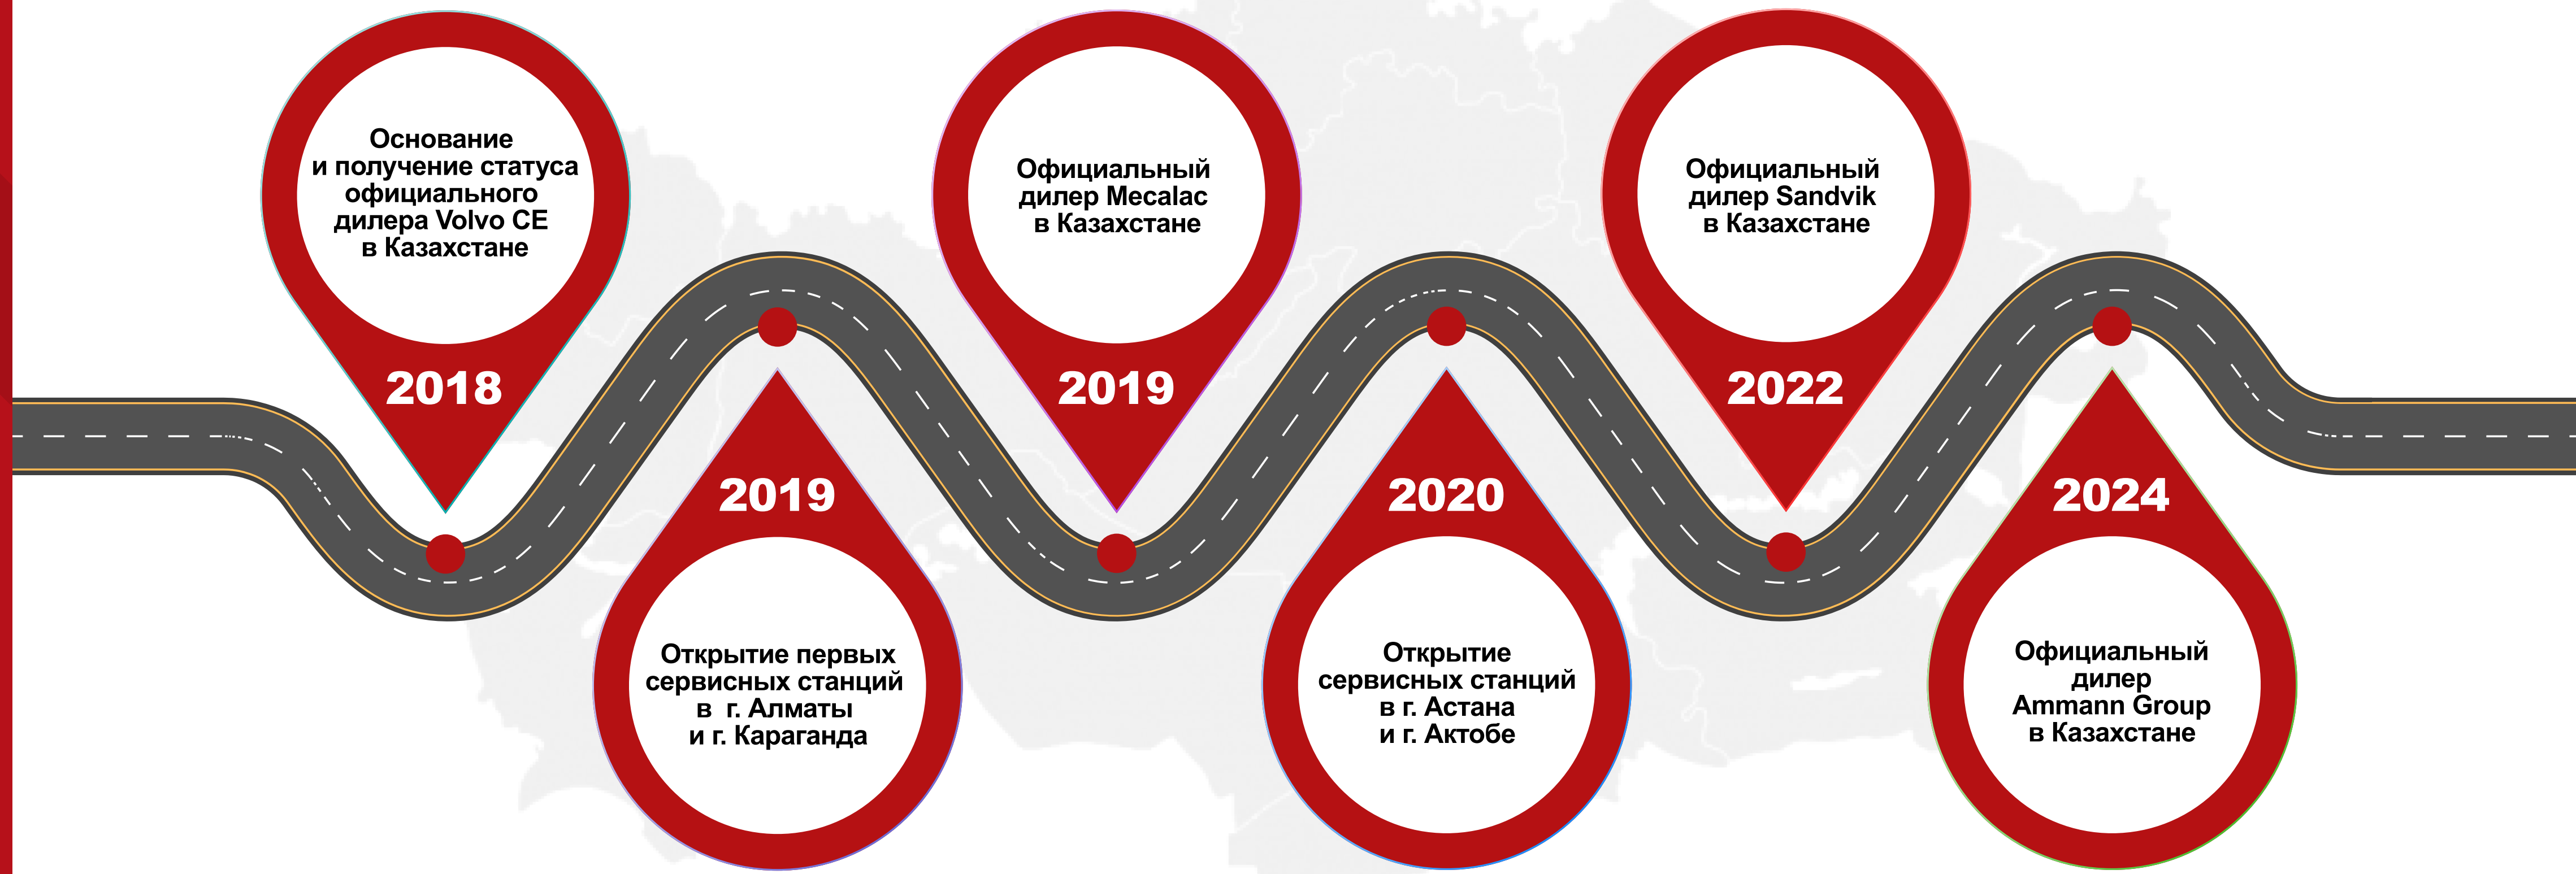 Основание
и получение статуса
официального
дилера Volvo CE
в Казахстане
2018
2019
Открытие первых
сервисных станций
в г. Алматы
и г. Караганда
Официальный
дилер Mecalac
в Казахстане
2019
2020
Открытие
сервисных станций
в г. Астана
и г. Актобе
Официальный
дилер Sandvik
в Казахстане
2022
2024
Официальный
дилер
Ammann Group
в Казахстане